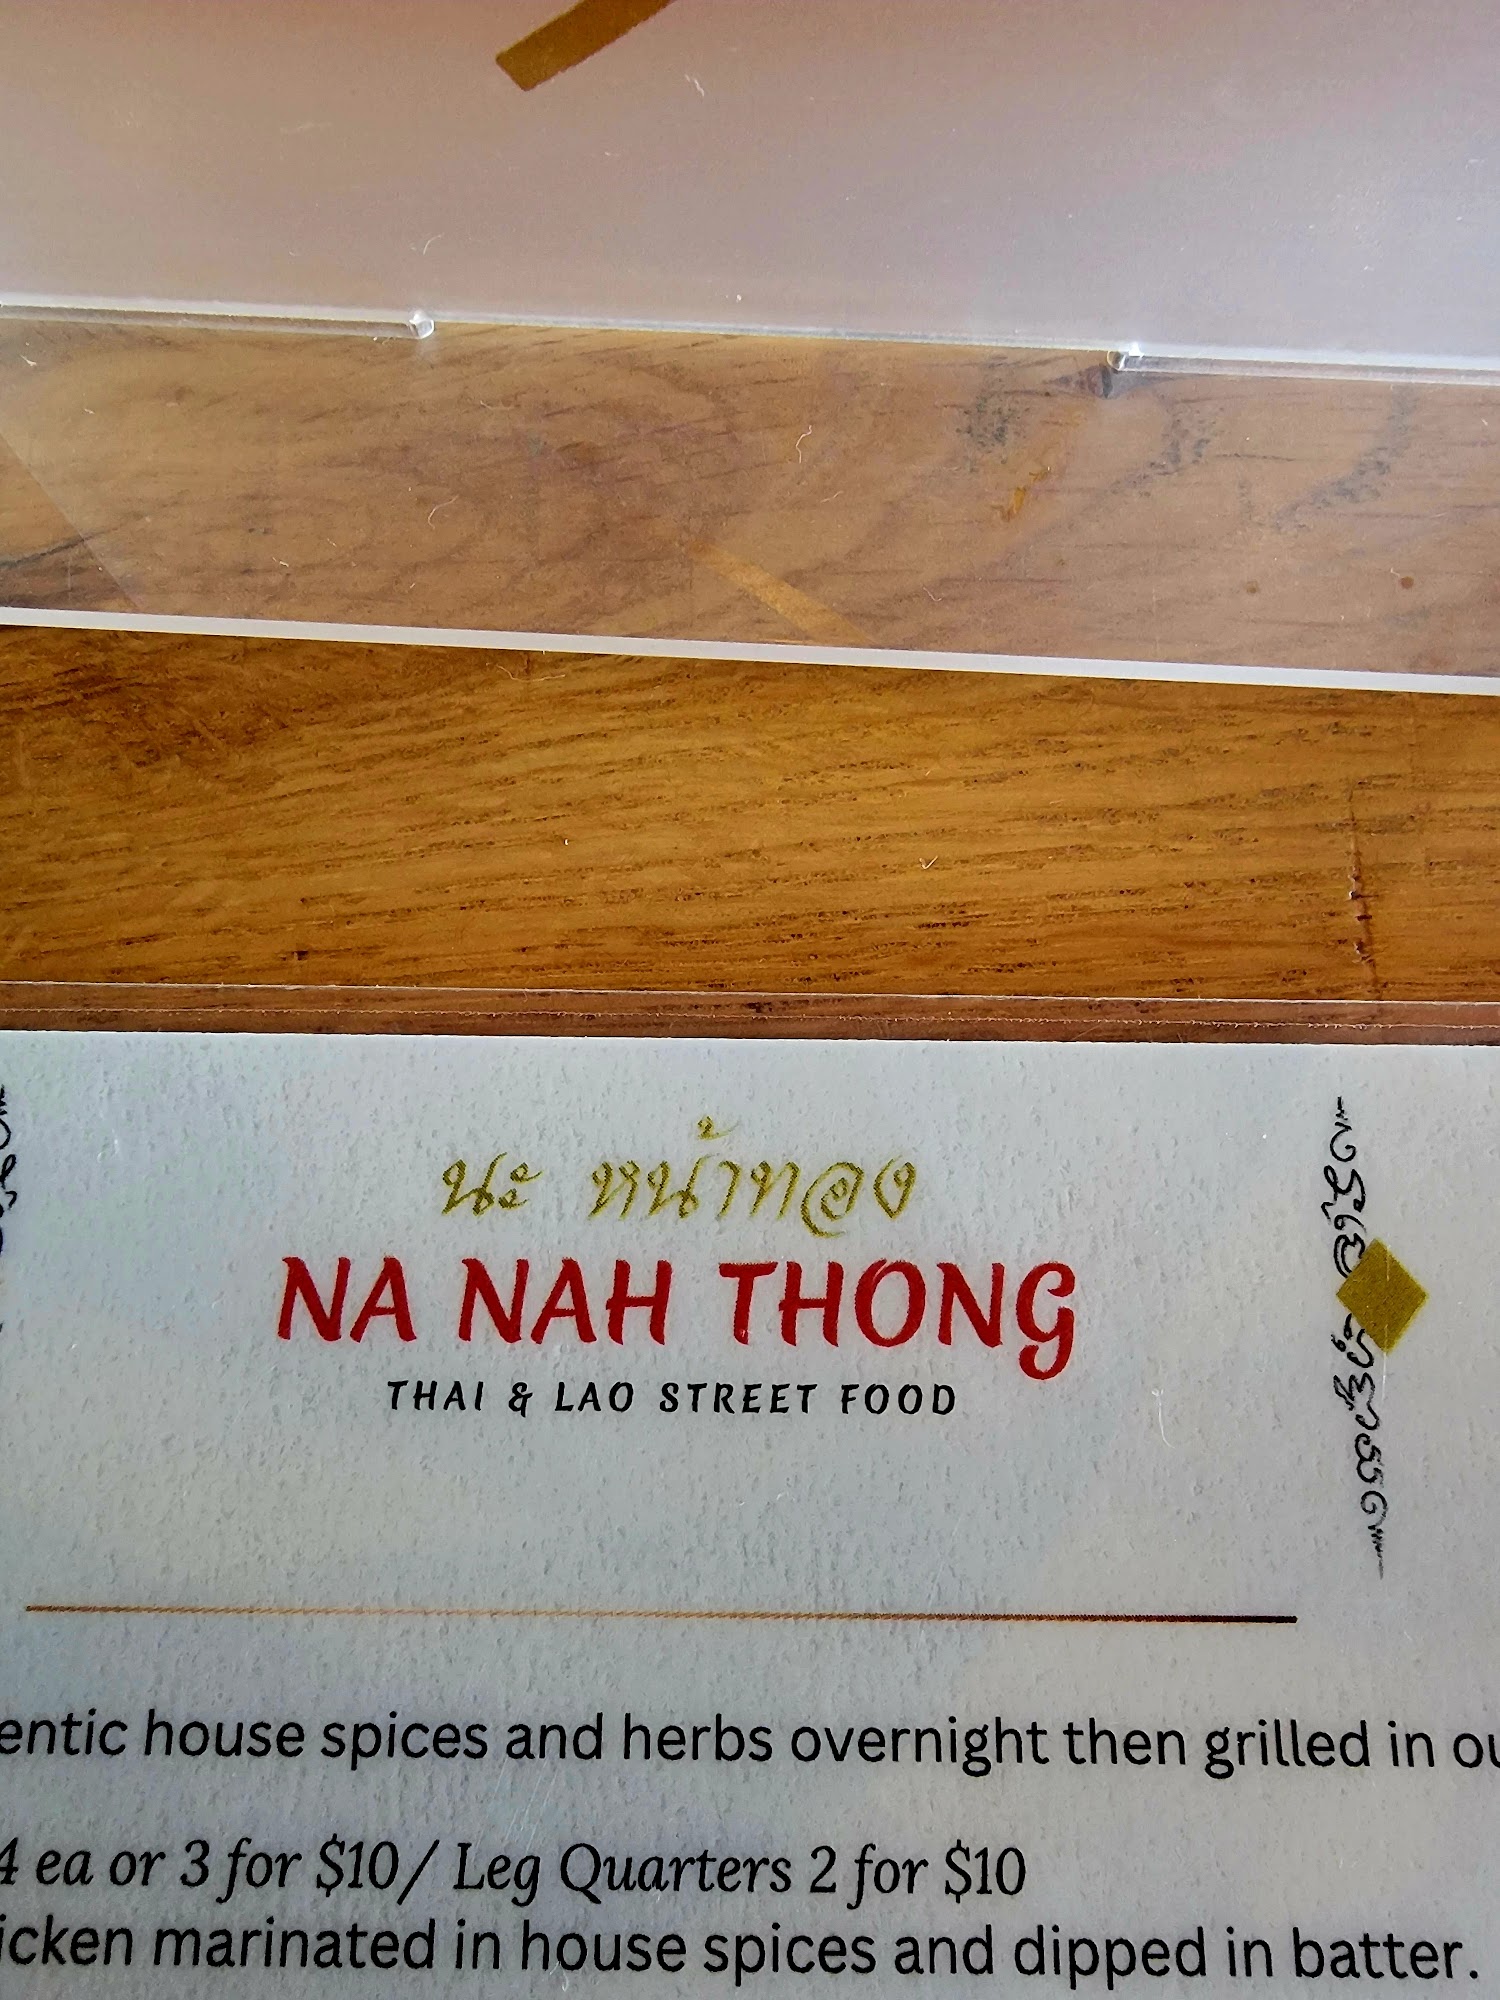 นะ หน้าทอง
NA NAH THONG
THAI & LAO STREET FOOD
entic house spices and herbs overnight then grilled in ou
4 ea or 3 for $10/ Leg Quarters 2 for $10
icken marinated in house spices and dipped in batter.